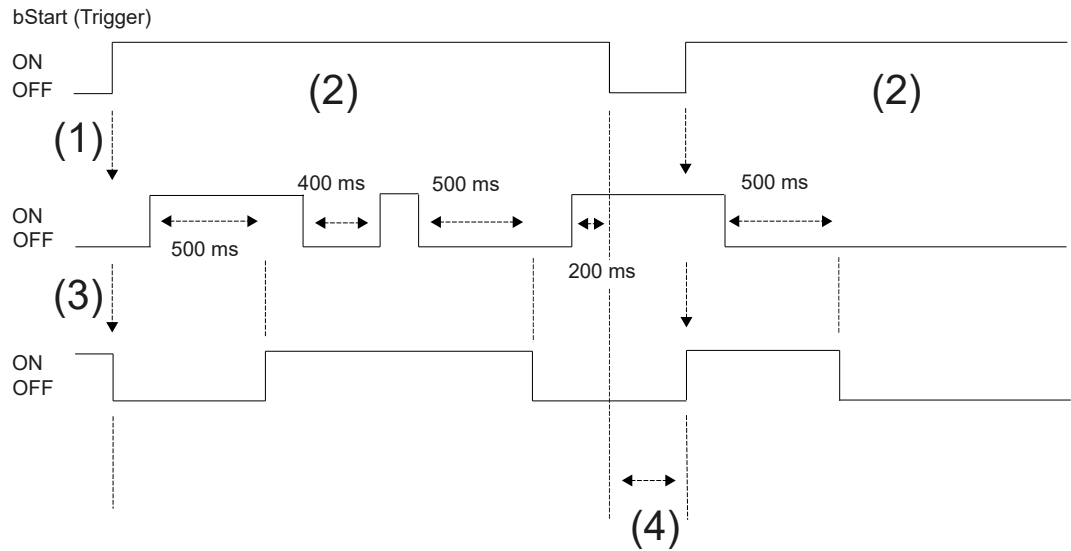 bStart (Trigger)
ON
OFF
(2)
(2)
(1)
400 ms
500 ms
500 ms
ON
OFF
500 ms
200 ms
(3)
ON
OFF
(4)